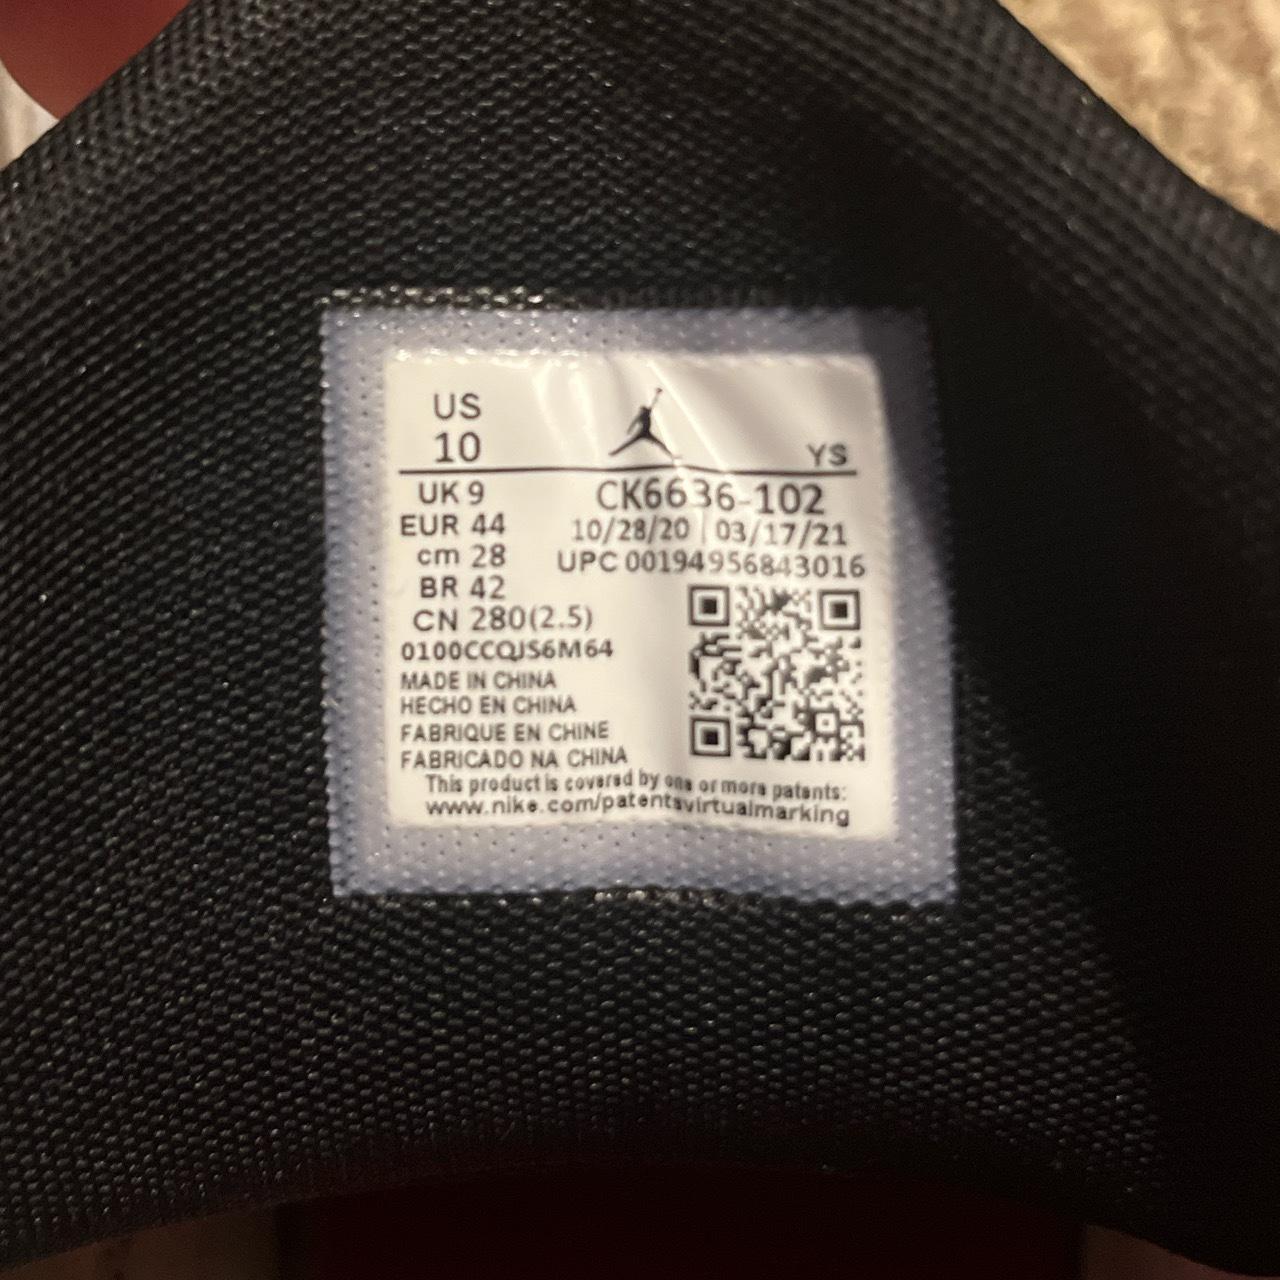 US
10
YS
UK 9
CK6636-102
EUR 44
10/28/20 03/17/21
cm 28
UPC 00194956843016
BR 42
CN 280(2.5)
0100CCQJS6M64
MADE IN CHINA
HECHO EN CHINA
FABRIQUE EN CHINE
FABRICADO NA CHINA
This product is covered by one or more patents:
www.nike.com/patentsvirtualmarking